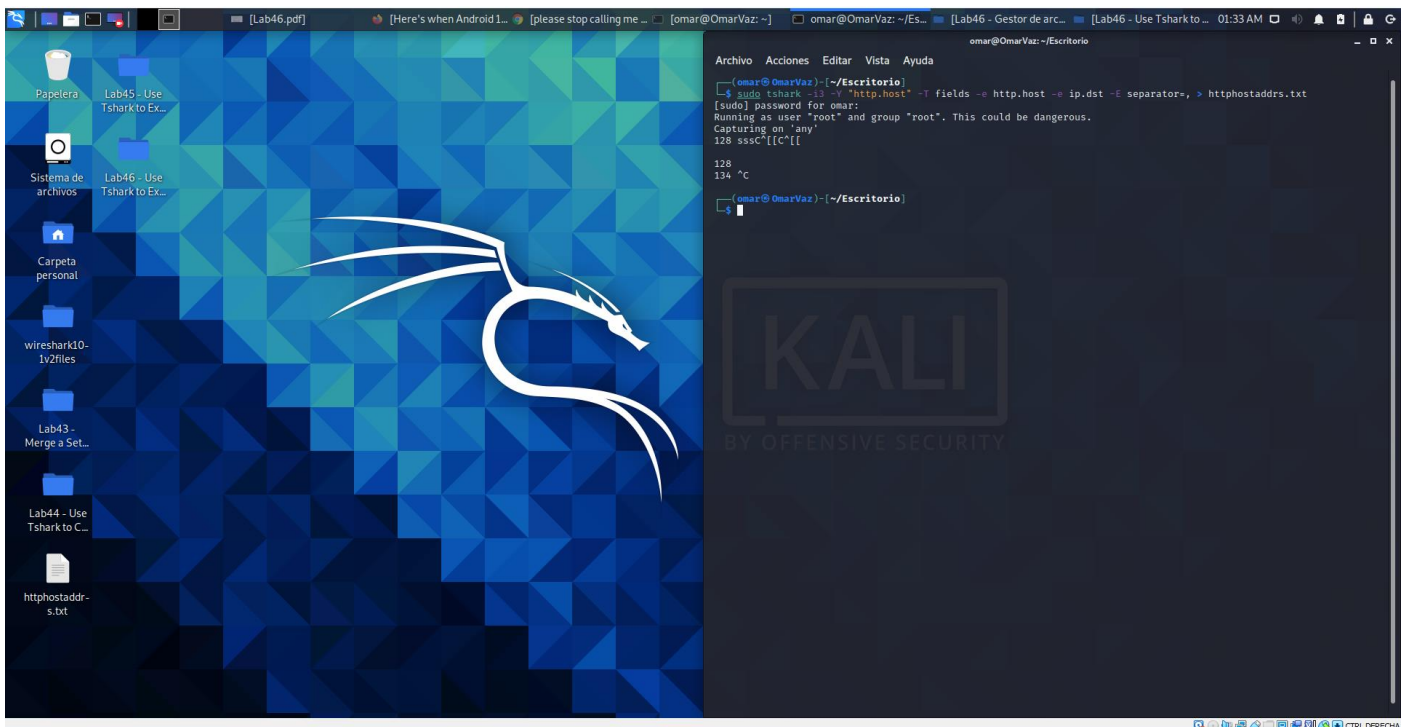 [Lab46.pdf] [Here's when Android 1... [please stop calling me ... [omar@OmarVaz: ~] omar@OmarVaz: ~/Es... [Lab46 - Gestor de arc... [Lab46 - Use Tshark to ... 01:33 AM
Papelera
Lab45 - Use
Tshark to Ex...
Sistema de
archivos
Lab46 - Use
Tshark to Ex...
Carpeta
personal
wireshark10-
1v2files
Lab43 -
Merge a Set...
Lab44 - Use
Tshark to C...
httphostaddr-
s.txt
omar@OmarVaz: ~/Escritorio
Archivo Acciones Editar Vista Ayuda
(omar㉿OmarVaz)-[~/Escritorio]
$ sudo tshark -i3 -Y "http.host" -T fields -e http.host -e ip.dst -E separator=, > httphostaddrs.txt
[sudo] password for omar:
Running as user "root" and group "root". This could be dangerous.
Capturing on 'any'
128 sssC^[[C^[[
128
134 ^C
(omar㉿OmarVaz)-[~/Escritorio]
$
KALI
BY OFFENSIVE SECURITY
CTRL DERECHA